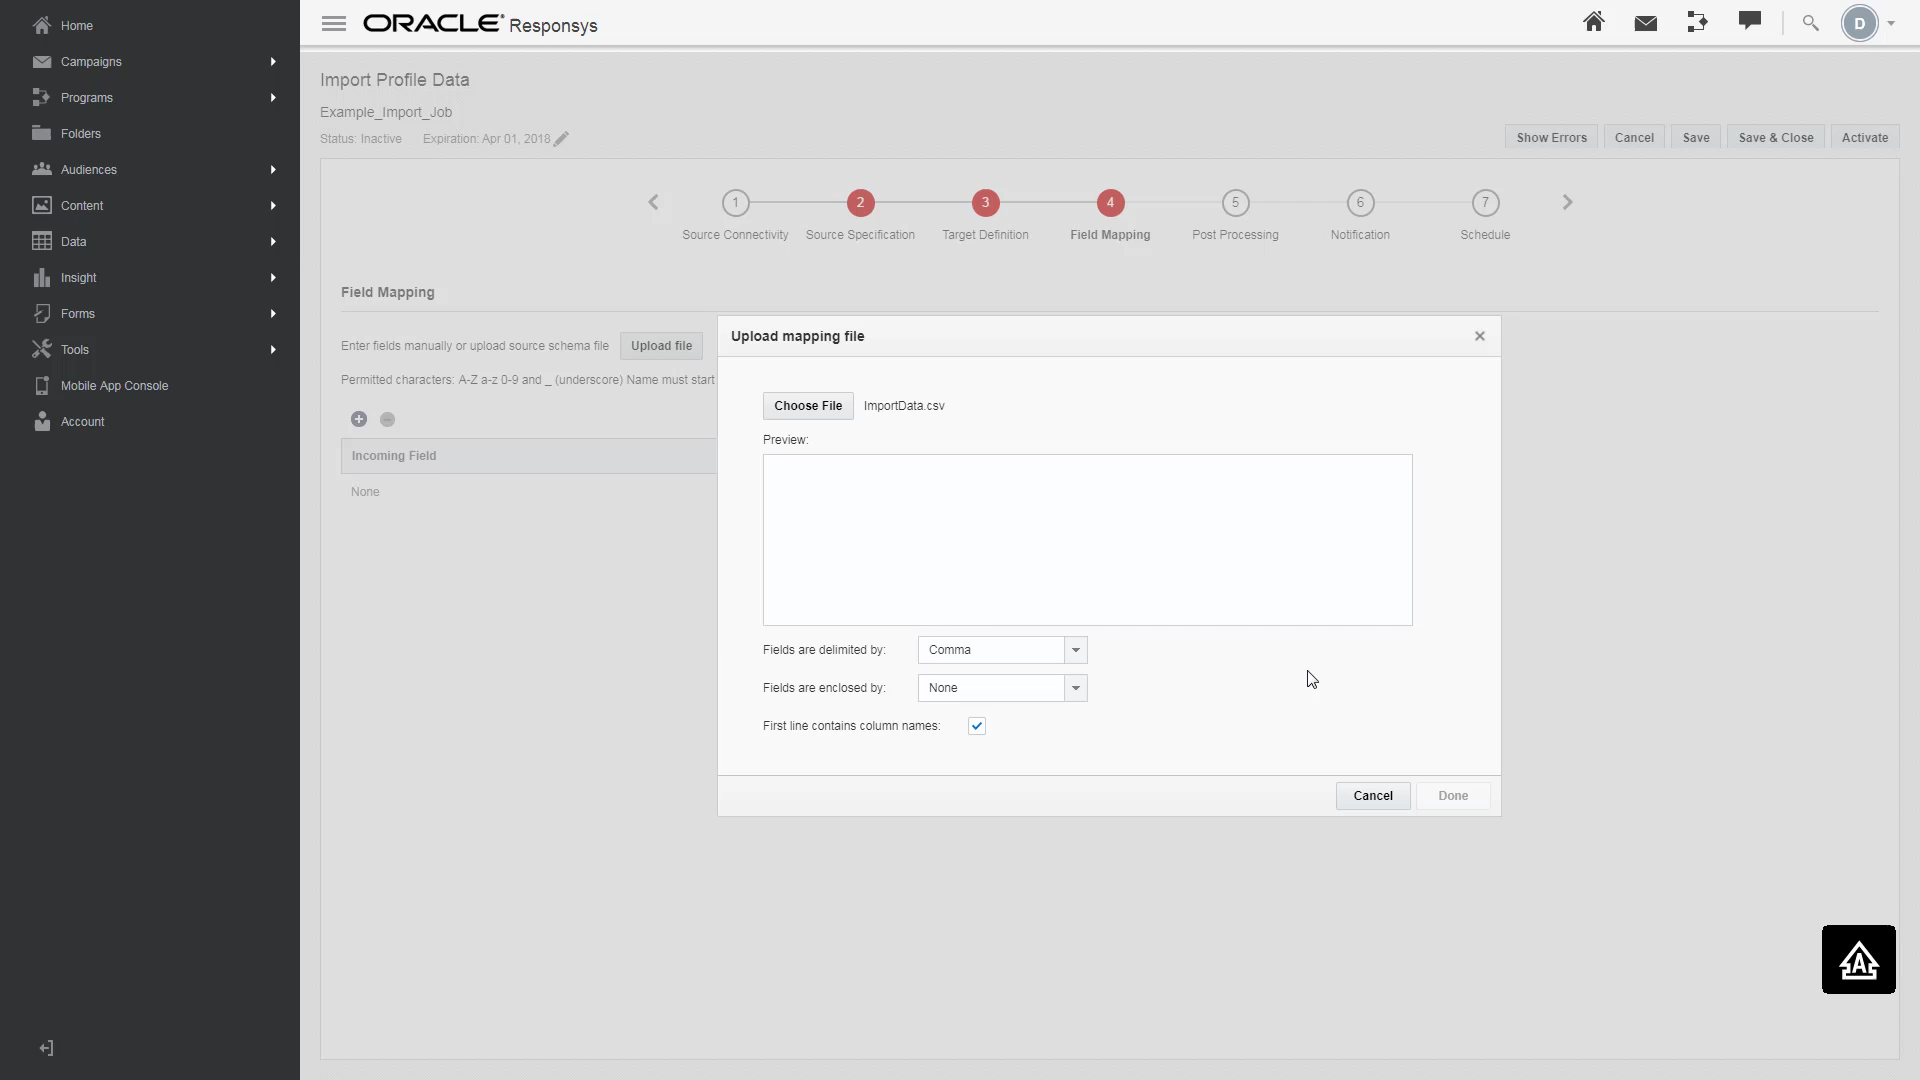 Home
Campaigns
Programs
Folders
Audiences
Content
Data
Insight
Forms
Tools
Mobile App Console
Account
ORACLE® Responsys
D
Import Profile Data
Example_Import_Job
Status: Inactive Expiration: Apr 01, 2018
Show Errors Cancel Save Save & Close Activate
1 2 3 4 5 6 7
Source Connectivity Source Specification Target Definition Field Mapping Post Processing Notification Schedule
Field Mapping
Enter fields manually or upload source schema file Upload file
Permitted characters: A-Z a-z 0-9 and _ (underscore) Name must start
Incoming Field
None
Upload mapping file
Choose File ImportData.csv
Preview:
Fields are delimited by: Comma
Fields are enclosed by: None
First line contains column names:
Cancel Done
A